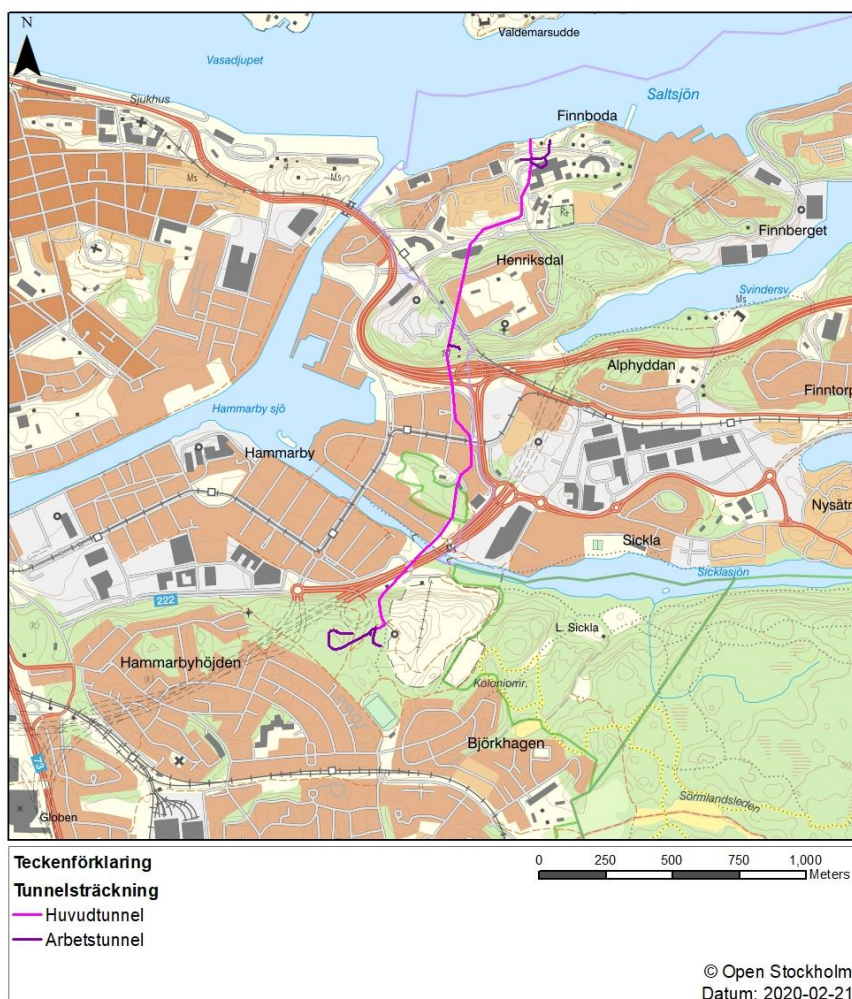 N
Valdemarsudde
Vasadjupet
Saltsjön
Sjukhus
Finnboda
Ms
Ms
Finnberget
Henriksdal
Svindersv.
Ms
Alphyddan
Finntorp
Hammarby sjö
Hammarby
Nysätr
Sickla
Ms
Sicklasjön
222
L. Sickla
Hammarbyhöjden
Koloniomr.
Björkhagen
73
Sörmlandsleden
Globen
Teckenförklaring
Tunnelsträckning
Huvudtunnel
Arbetstunnel
0 250 500 750 1,000
Meters
© Open Stockholm
Datum: 2020-02-21